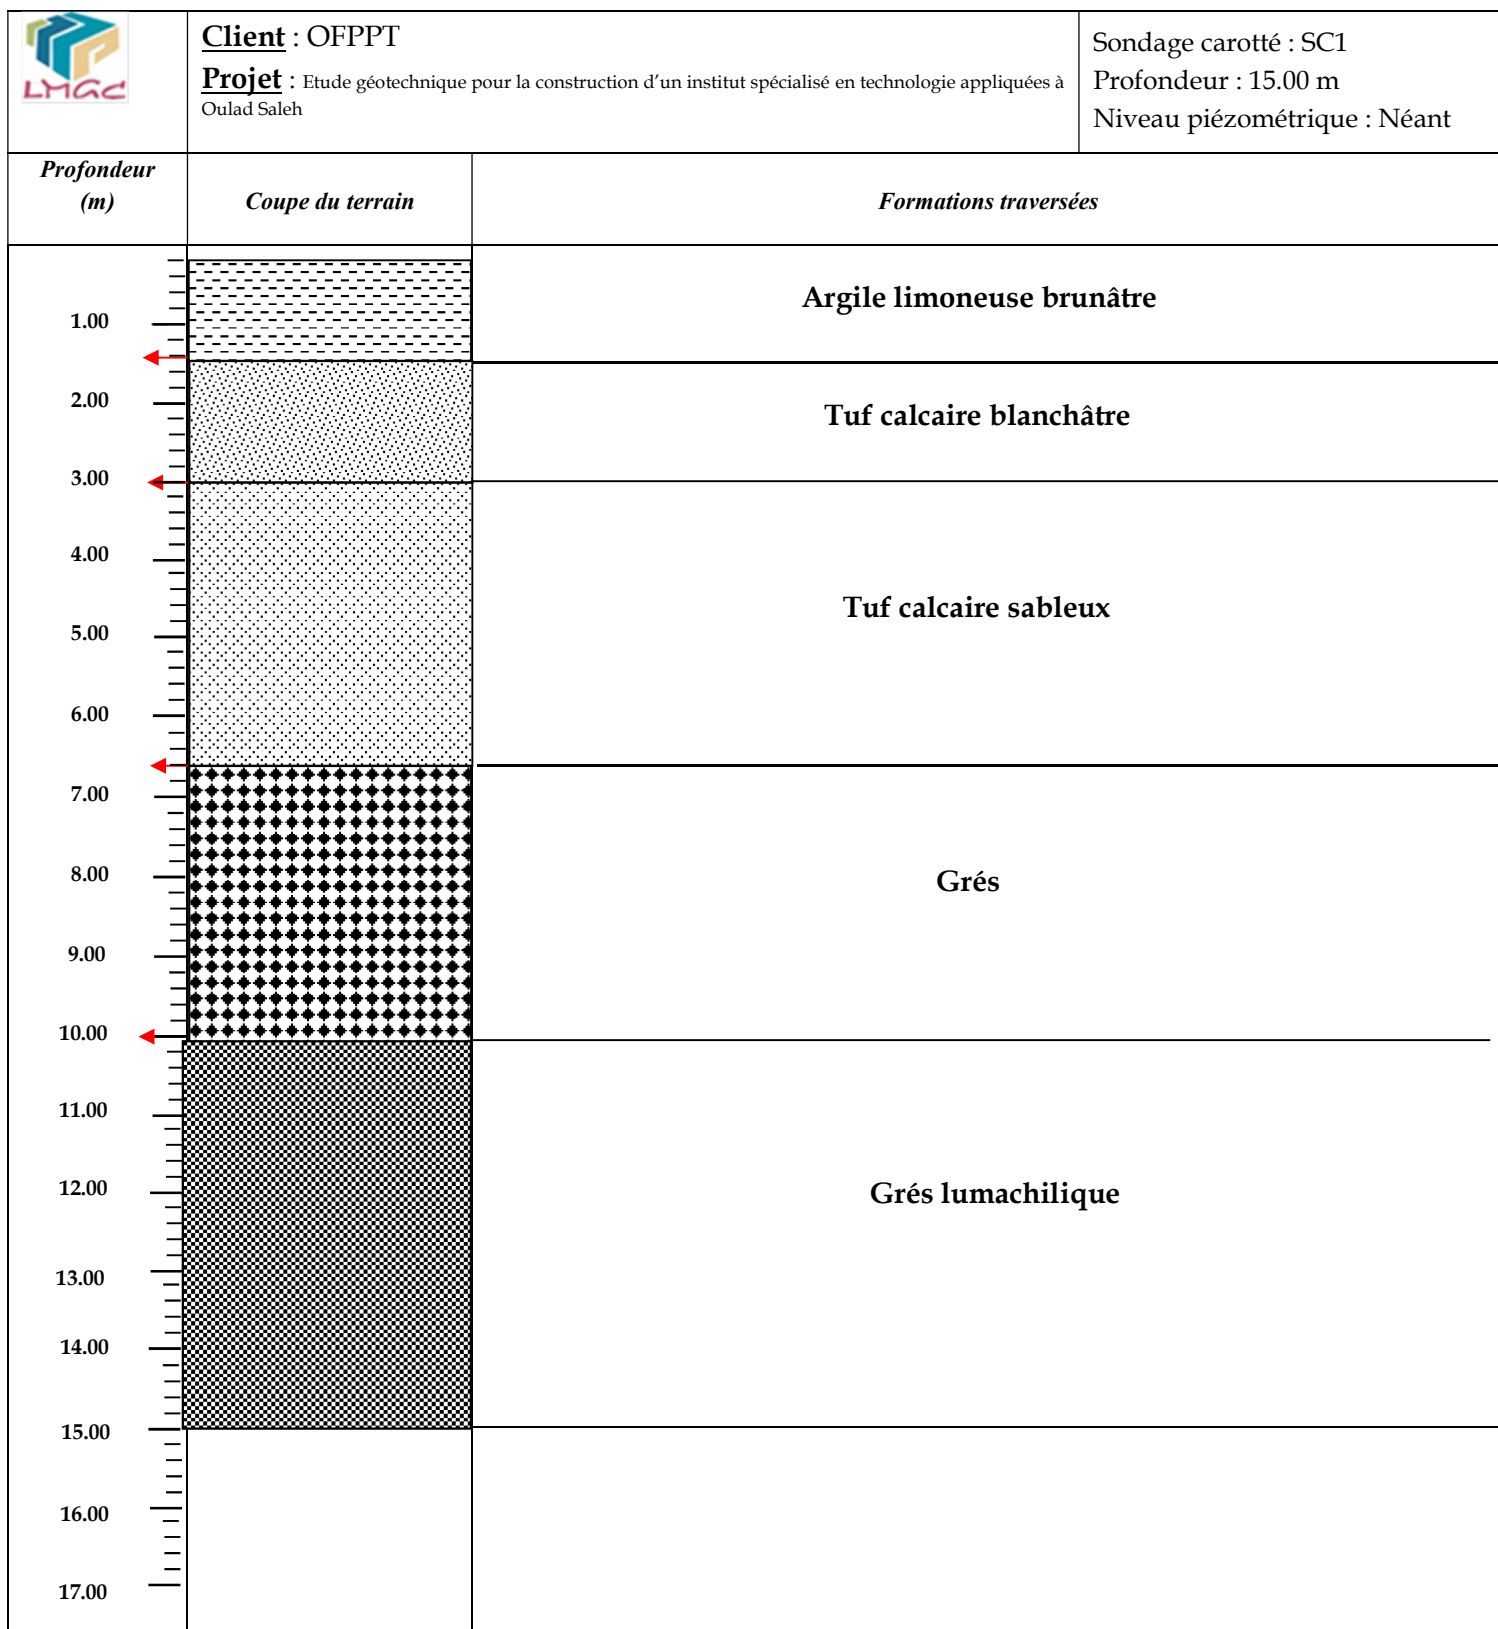 LMGC
Client : OFPPT
Projet : Etude géotechnique pour la construction d’un institut spécialisé en technologie appliquées à
Oulad Saleh
Sondage carotté : SC1
Profondeur : 15.00 m
Niveau piézométrique : Néant
Profondeur
(m)
Coupe du terrain
Formations traversées
Argile limoneuse brunâtre
1.00
2.00
Tuf calcaire blanchâtre
3.00
4.00
Tuf calcaire sableux
5.00
6.00
7.00
8.00
Grés
9.00
10.00
11.00
12.00
Grés lumachilique
13.00
14.00
15.00
16.00
17.00